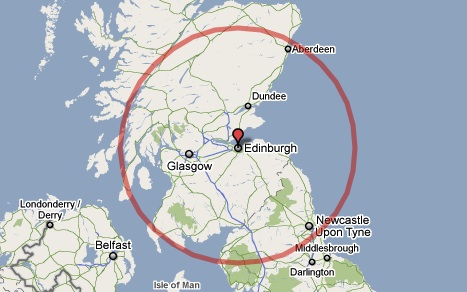 Aberdeen
Dundee
Edinburgh
Glasgow
Londonderry /
Derry
Newcastle
Upon Tyne
Belfast
Middlesbrough
Darlington
Isle of Man